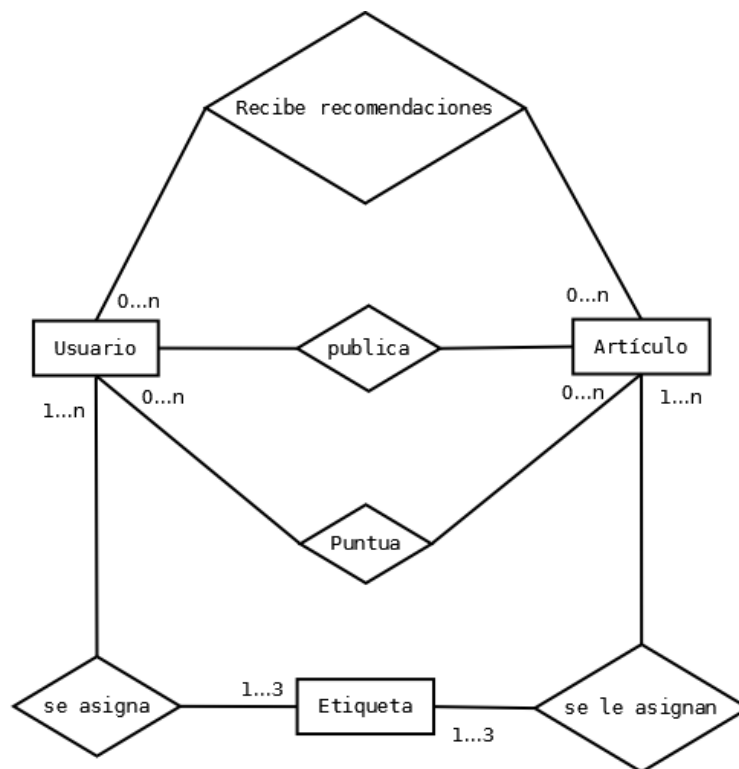 Recibe recomendaciones
0...n
0...n
Usuario
publica
Artículo
1...n
0...n
0...n
1...n
Puntua
se asigna
1...3
Etiqueta
1...3
se le asignan